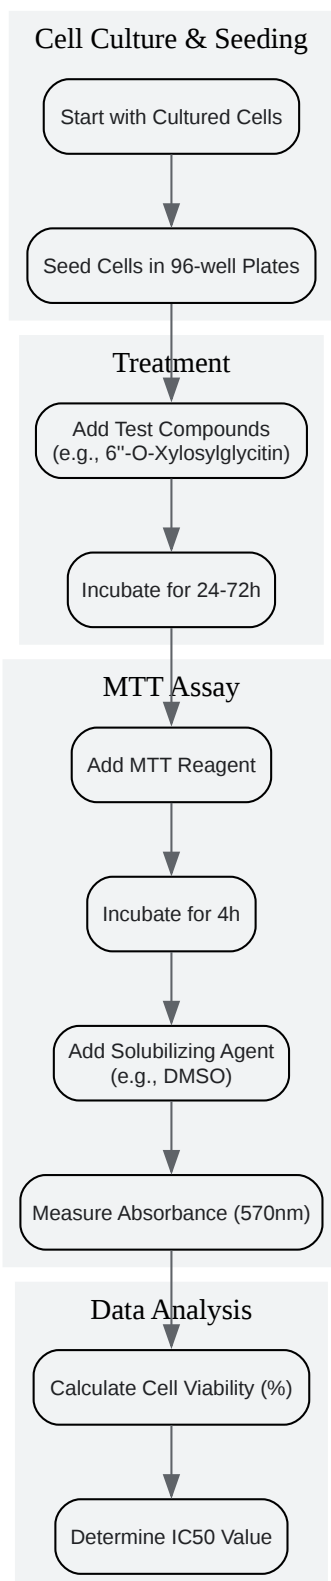 Cell Culture & Seeding
Start with Cultured Cells
Seed Cells in 96-well Plates
Treatment
Add Test Compounds
(e.g., 6''-O-Xylosylglycitin)
Incubate for 24-72h
MTT Assay
Add MTT Reagent
Incubate for 4h
Add Solubilizing Agent
(e.g., DMSO)
Measure Absorbance (570nm)
Data Analysis
Calculate Cell Viability (%)
Determine IC50 Value